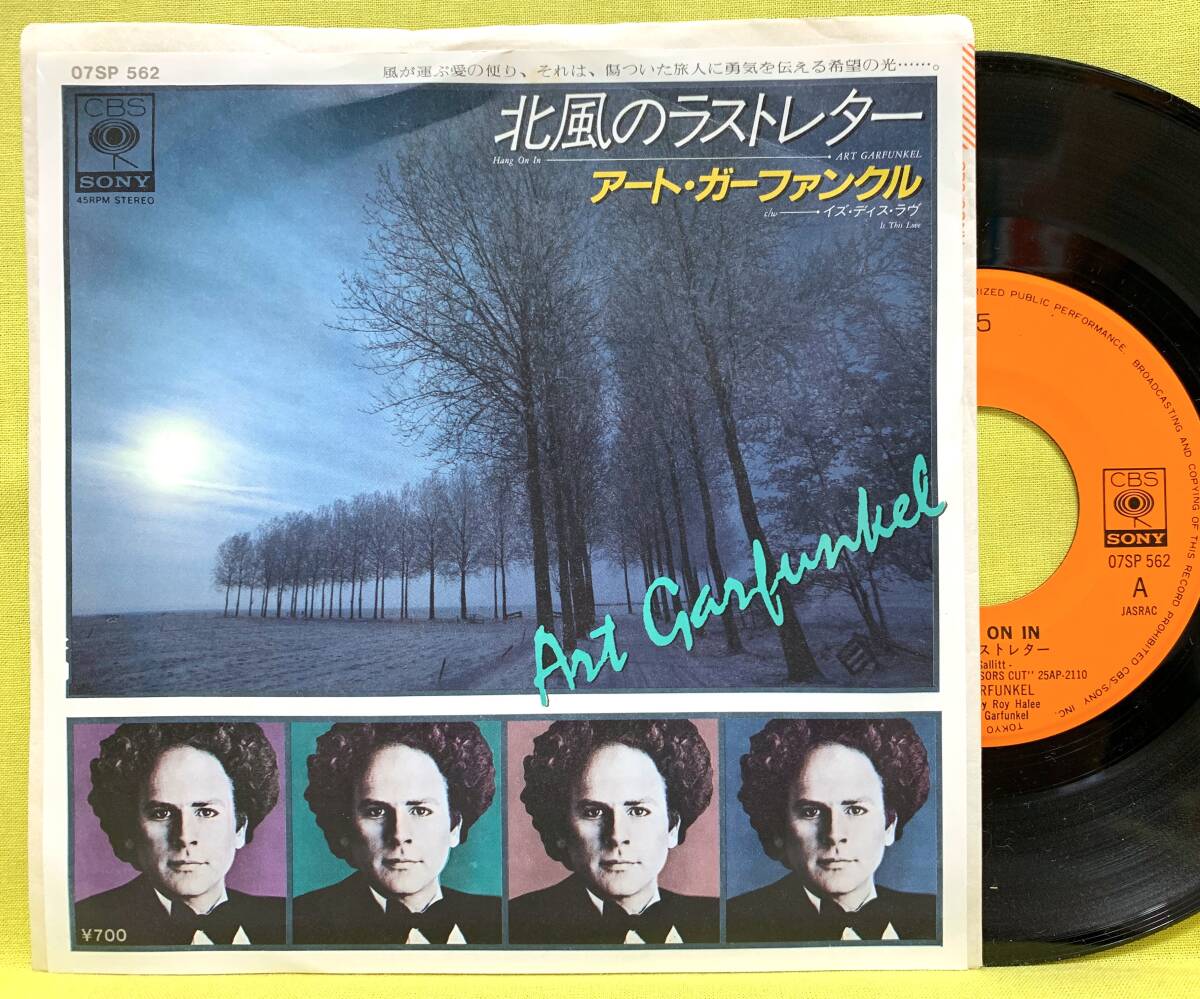 07SP 562
風が運ぶ愛の便り、それは、傷ついた旅人に勇気を伝える希望の光……。
CBS
SONY
45RPM STEREO
北風のラストレター
Hang On In
ART GARFUNKEL
アート・ガーファンクル
c/w
イズ・ディス・ラヴ
Is This Love
Art Garfunkel
¥700
PUBLIC PERFORMANCE. BROADCASTING AND COPYING OF THIS RECORD PROHIBITED CBS/SONY INC.
TOKYO
5
CBS
SONY
07SP 562
A
JASRAC
ON IN
ストレター
Gallitt -
SORS CUT" 25AP-2110
RFUNKEL
y Roy Halee
Garfunkel